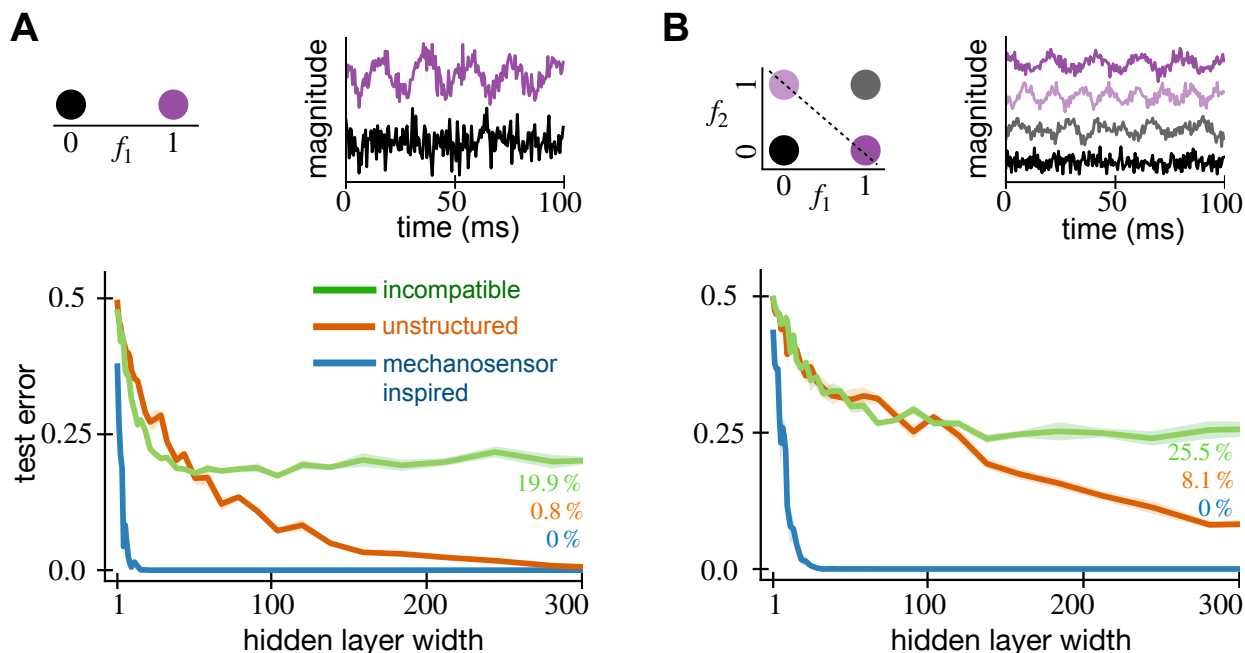 A
0
f1
1
magnitude
0
50
100
time (ms)
0.5
0.25
0.0
test error
incompatible
unstructured
mechanosensor
inspired
19.9 %
0.8 %
0 %
1
100
200
300
hidden layer width
B
1
f2
0
0
1
f1
magnitude
0
50
100
time (ms)
0.5
0.25
0.0
25.5 %
8.1 %
0 %
1
100
200
300
hidden layer width